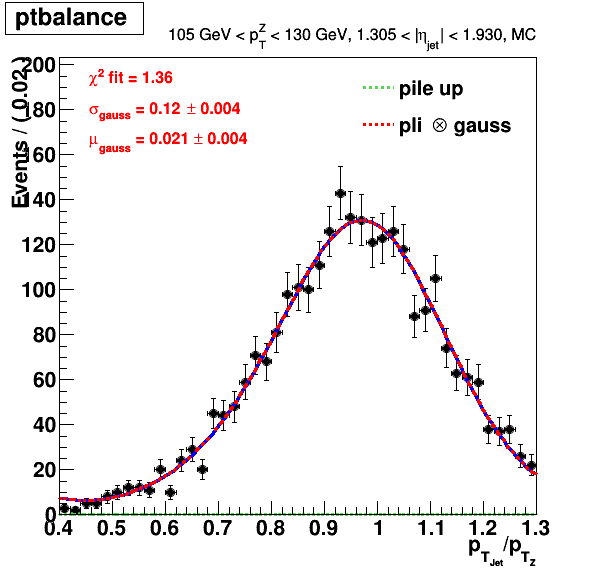 ptbalance
105 GeV < p_T^Z < 130 GeV, 1.305 < |η_jet| < 1.930, MC
Events / ( 0.02 )
χ² fit = 1.36
σ_gauss = 0.12 ± 0.004
μ_gauss = 0.021 ± 0.004
pile up
pli ⊗ gauss
200
180
160
140
120
100
80
60
40
20
0
0.4 0.5 0.6 0.7 0.8 0.9 1 1.1 1.2 1.3
p_T_Jet/p_T_Z